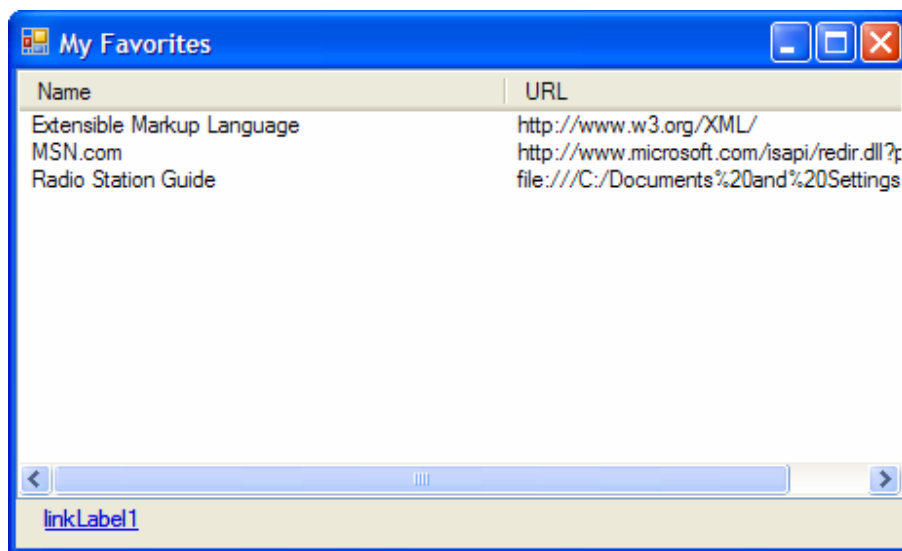 My Favorites
Name URL
Extensible Markup Language http://www.w3.org/XML/
MSN.com http://www.microsoft.com/isapi/redir.dll?p
Radio Station Guide file:///C:/Documents%20and%20Settings
linkLabel1